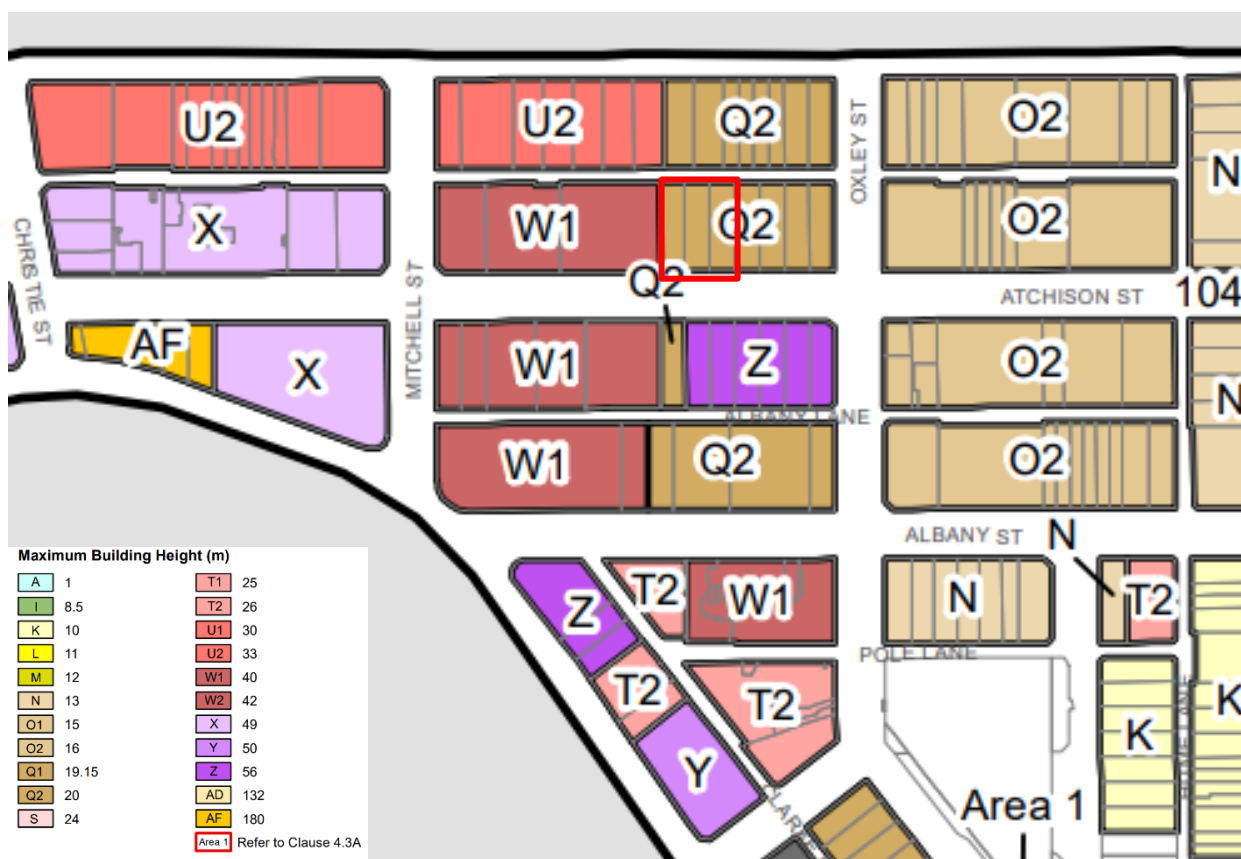 U2
U2
Q2
O2
N
X
W1
Q2
O2
OXLEY ST
CHRISTIE ST
MITCHELL ST
Q2
ATCHISON ST
104
AF
X
W1
Z
O2
N
ALBANY LANE
W1
Q2
O2
ALBANY ST
N
Z
T2
W1
N
T2
POLE LANE
T2
T2
K
K
HUME LANE
Y
Area 1
Maximum Building Height (m)
A 1
I 8.5
K 10
L 11
M 12
N 13
O1 15
O2 16
Q1 19.15
Q2 20
S 24
T1 25
T2 26
U1 30
U2 33
W1 40
W2 42
X 49
Y 50
Z 56
AD 132
AF 180
Area 1 Refer to Clause 4.3A